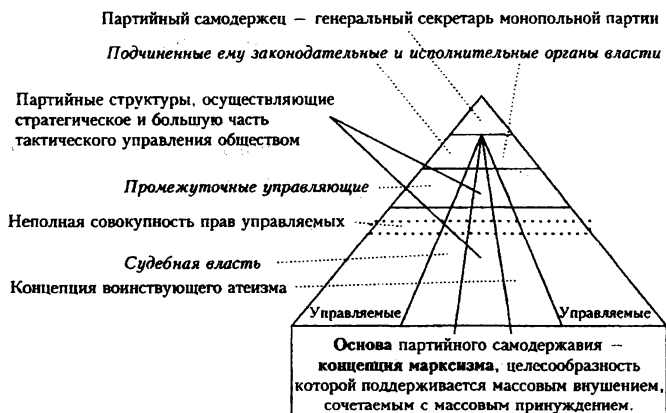 Партийный самодержец – генеральный секретарь монопольной партии
Подчиненные ему законодательные и исполнительные органы власти
Партийные структуры, осуществляющие
стратегическое и большую часть
тактического управления обществом
Промежуточные управляющие
Неполная совокупность прав управляемых
Судебная власть
Концепция воинствующего атеизма
Управляемые
Управляемые
Основа партийного самодержавия –
концепция марксизма, целесообразность
которой поддерживается массовым внушением,
сочетаемым с массовым принуждением.